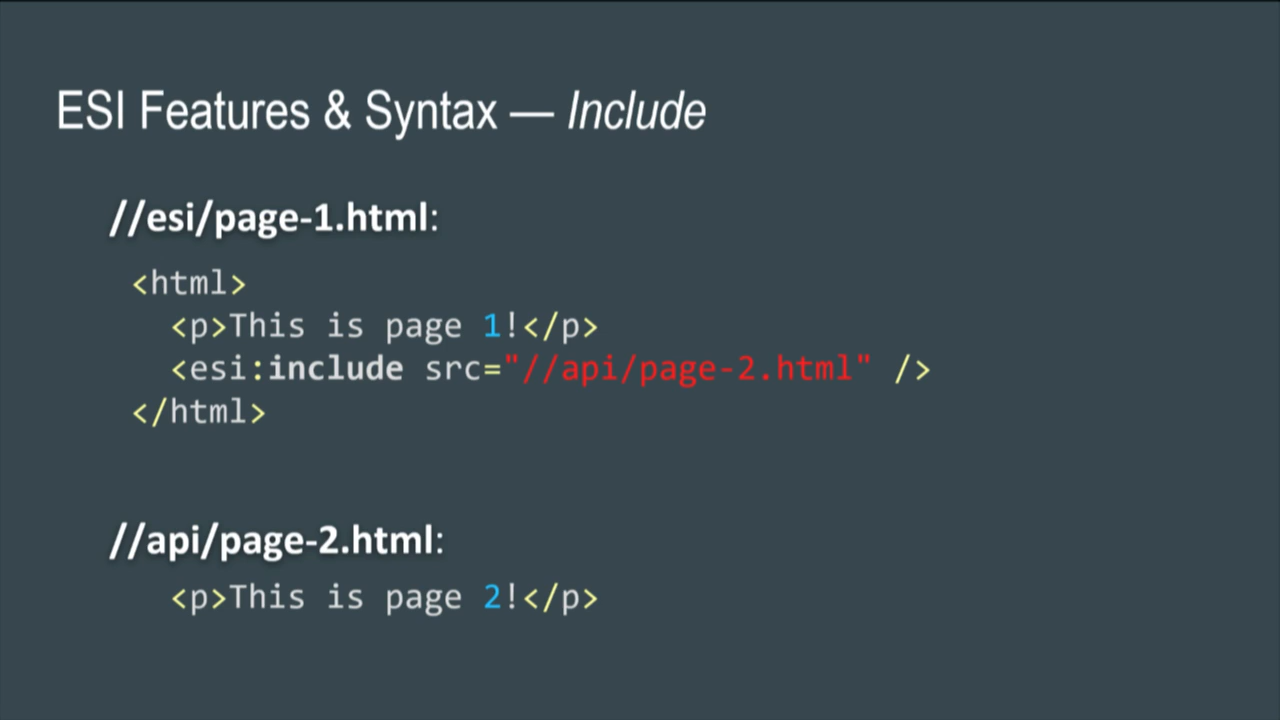 ESI Features & Syntax — Include
//esi/page-1.html:
<html>
<p>This is page 1!</p>
<esi:include src="//api/page-2.html" />
</html>
//api/page-2.html:
<p>This is page 2!</p>